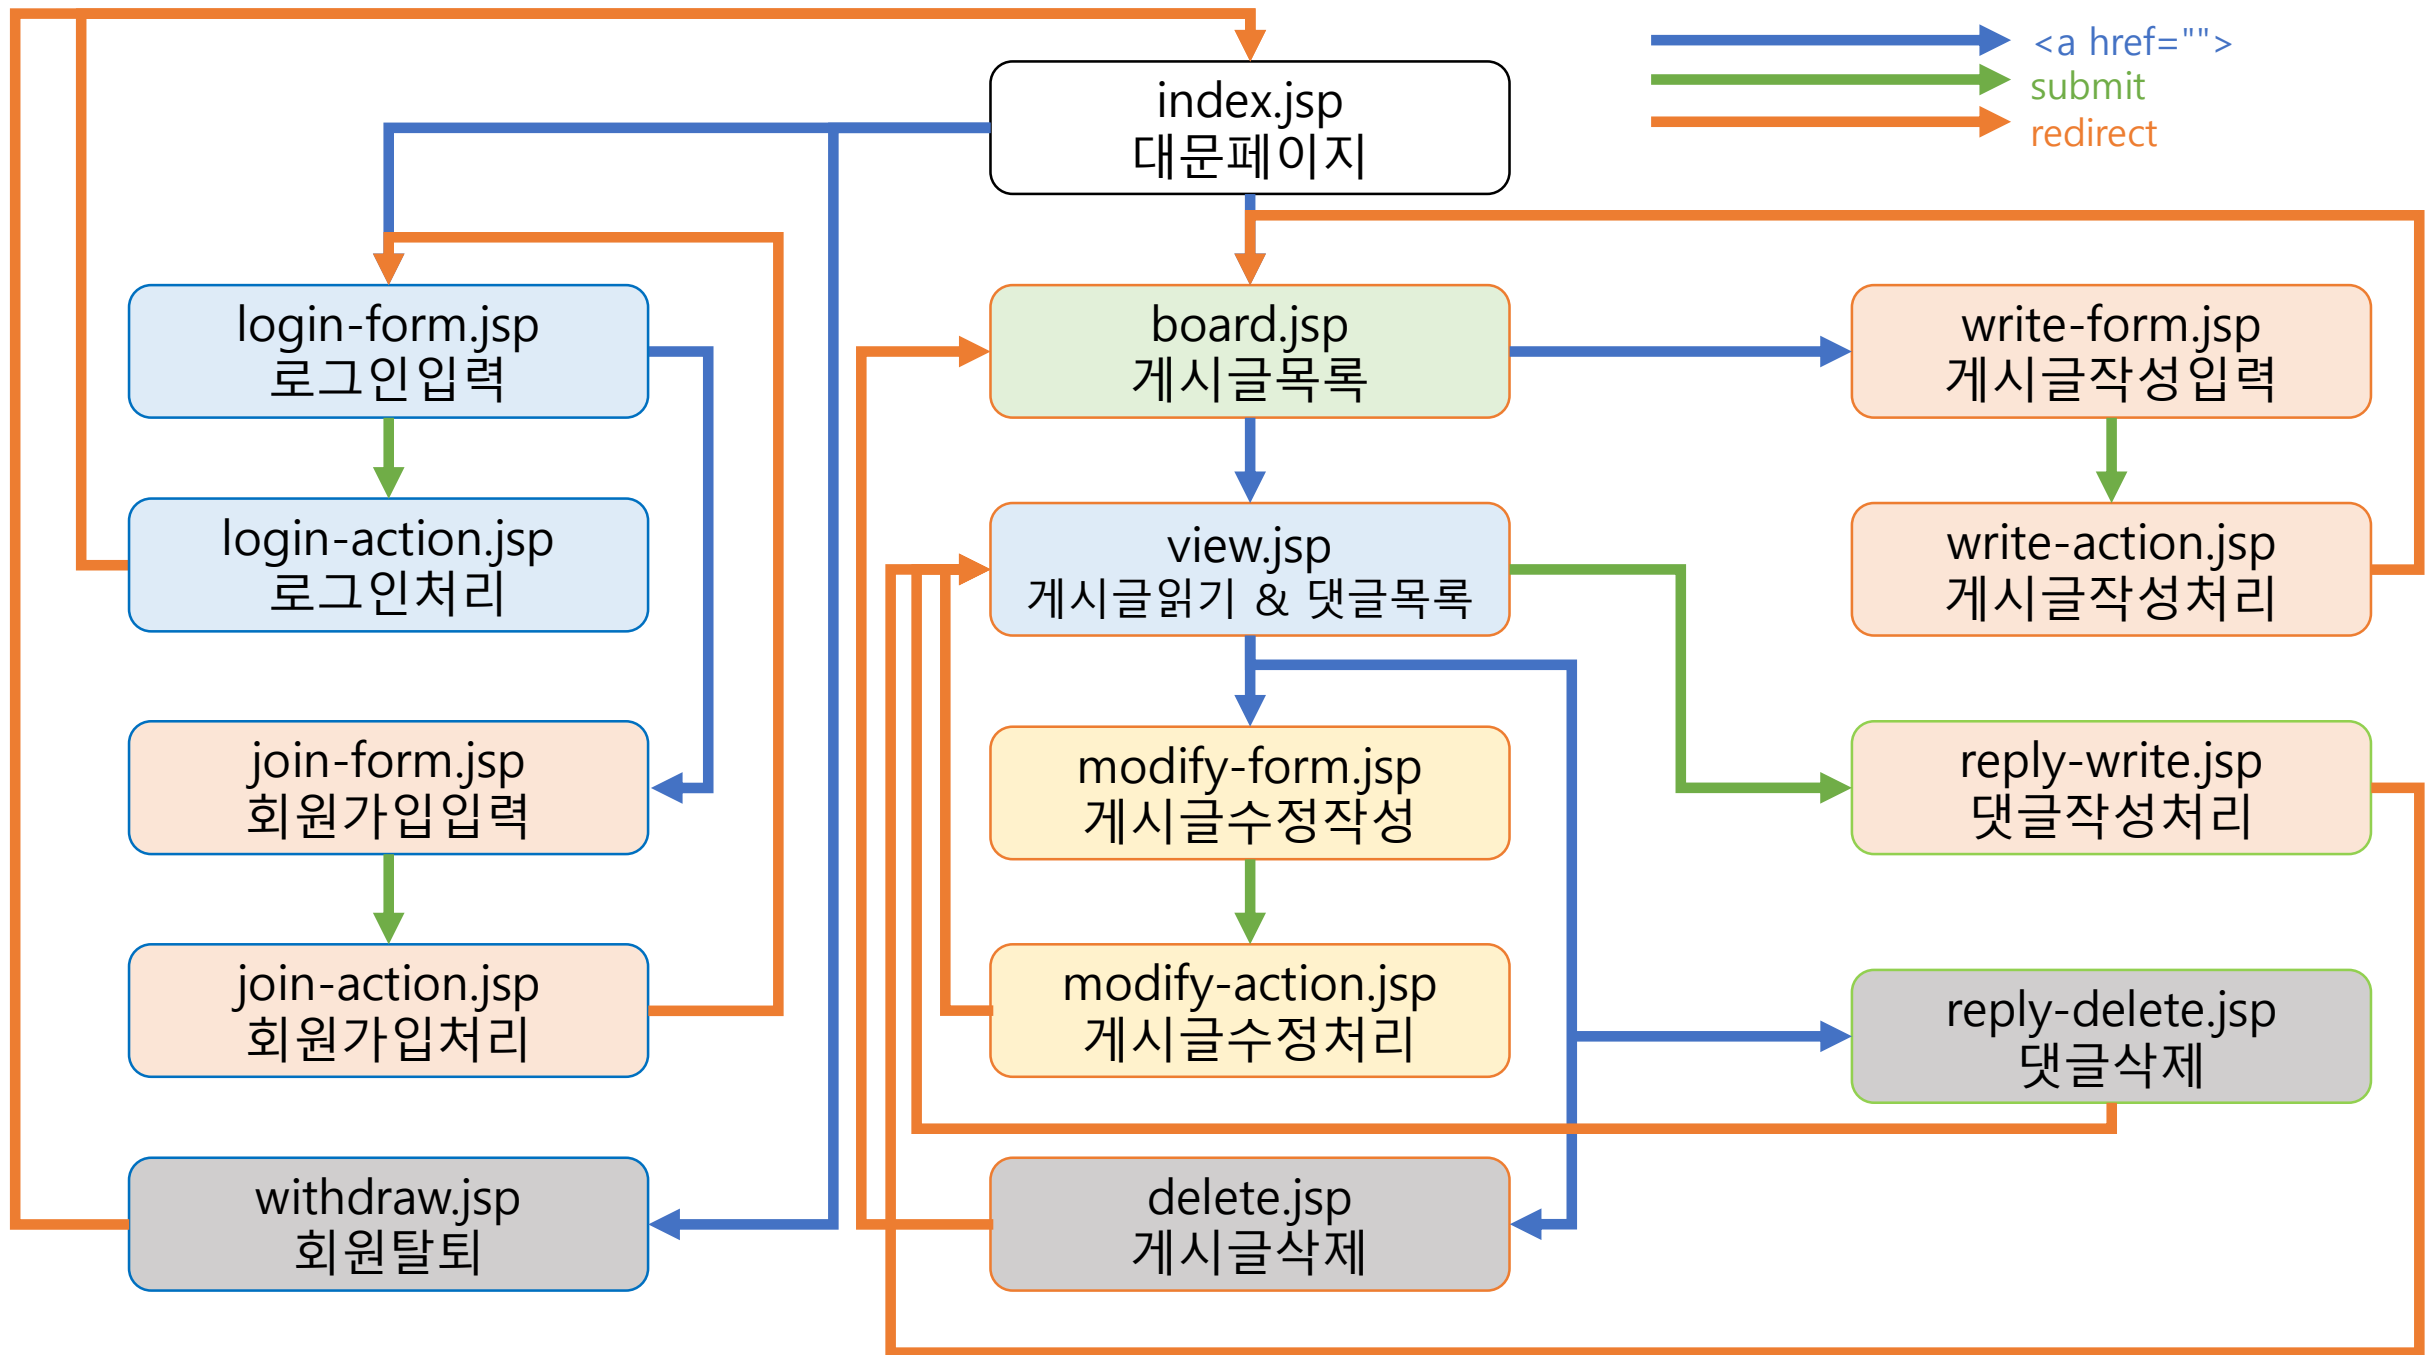 <a href="">
submit
redirect
index.jsp
대문페이지
login-form.jsp
로그인입력
board.jsp
게시글목록
write-form.jsp
게시글작성입력
login-action.jsp
로그인처리
view.jsp
게시글읽기 & 댓글목록
write-action.jsp
게시글작성처리
join-form.jsp
회원가입입력
modify-form.jsp
게시글수정작성
reply-write.jsp
댓글작성처리
join-action.jsp
회원가입처리
modify-action.jsp
게시글수정처리
reply-delete.jsp
댓글삭제
withdraw.jsp
회원탈퇴
delete.jsp
게시글삭제